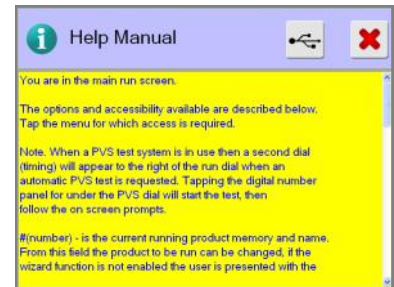 Help Manual
You are in the main run screen.
The options and accessibility available are described below.
Tap the menu for which access is required.
Note. When a PVS test system is in use then a second dial
(timing) will appear to the right of the run dial when an
automatic PVS test is requested. Tapping the digital number
panel for under the PVS dial will start the test, then
follow the on screen prompts.
#(number) - is the current running product memory and name.
From this field the product to be run can be changed, if the
wizard function is not enabled the user is presented with the